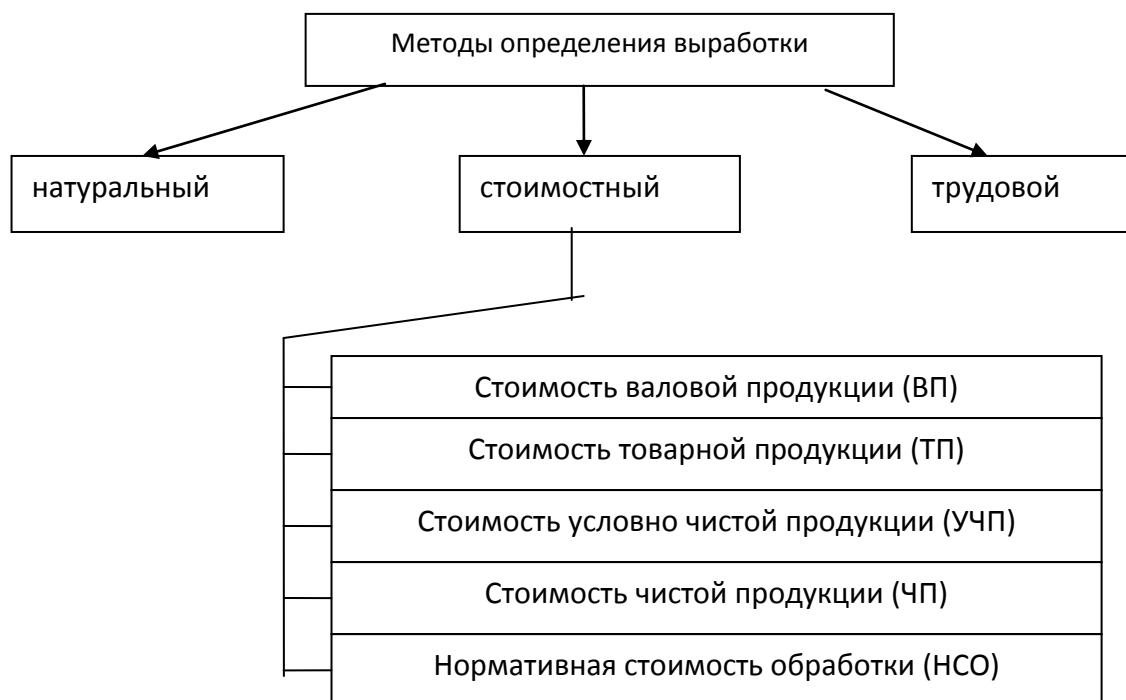 Методы определения выработки
натуральный
стоимостный
трудовой
Стоимость валовой продукции (ВП)
Стоимость товарной продукции (ТП)
Стоимость условно чистой продукции (УЧП)
Стоимость чистой продукции (ЧП)
Нормативная стоимость обработки (НСО)